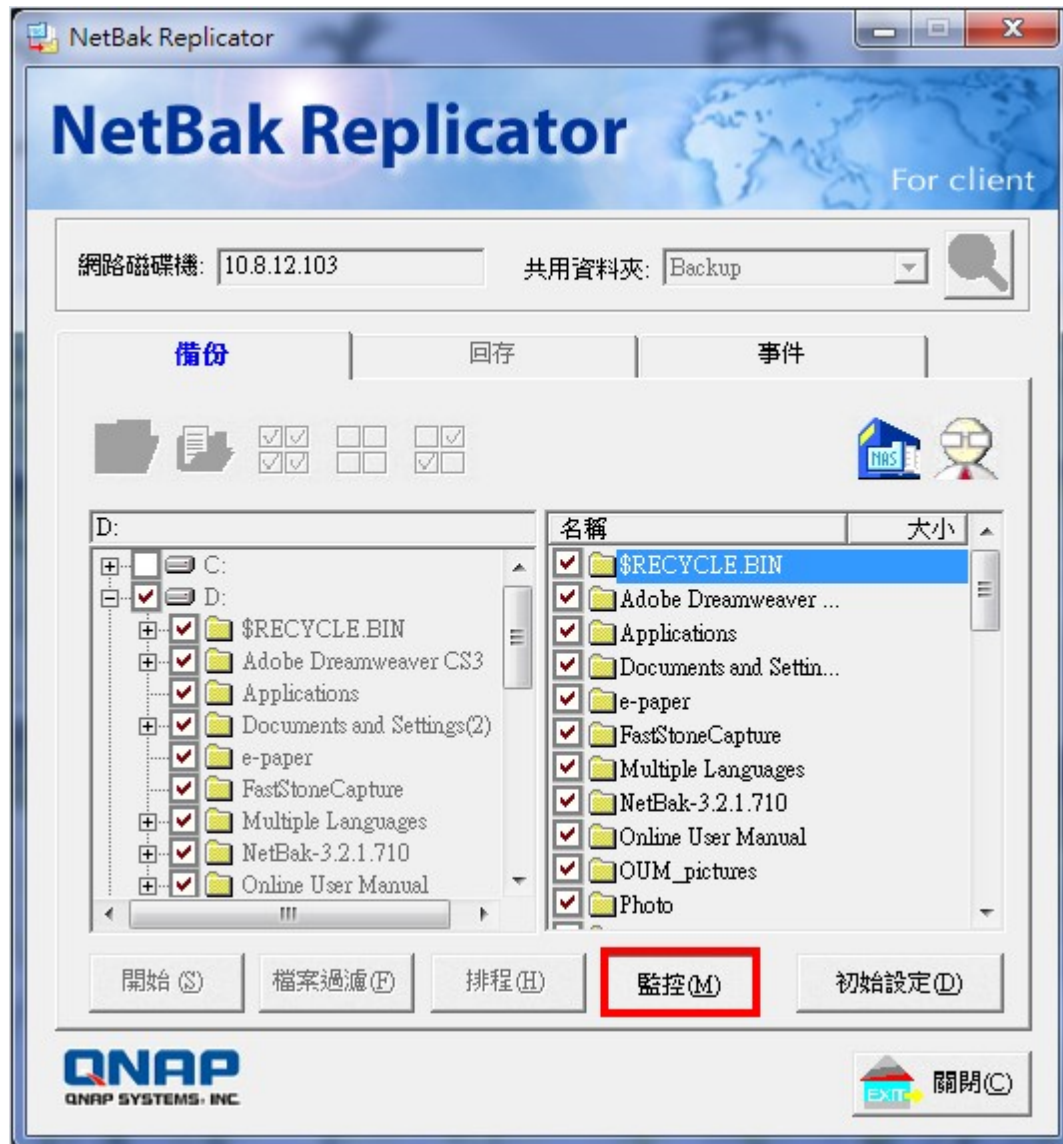 NetBak Replicator
NetBak Replicator
For client
網路磁碟機: 10.8.12.103 共用資料夾: Backup
備份 回存 事件
NAS
D:
名稱 大小
C:
D:
$RECYCLE.BIN
Adobe Dreamweaver CS3
Applications
Documents and Settings(2)
e-paper
FastStoneCapture
Multiple Languages
NetBak-3.2.1.710
Online User Manual
$RECYCLE.BIN
Adobe Dreamweaver ...
Applications
Documents and Settin...
e-paper
FastStoneCapture
Multiple Languages
NetBak-3.2.1.710
Online User Manual
OUM_pictures
Photo
開始(S) 檔案過濾(F) 排程(H) 監控(M) 初始設定(D)
QNAP
QNAP SYSTEMS, INC.
EXIT 關閉(C)